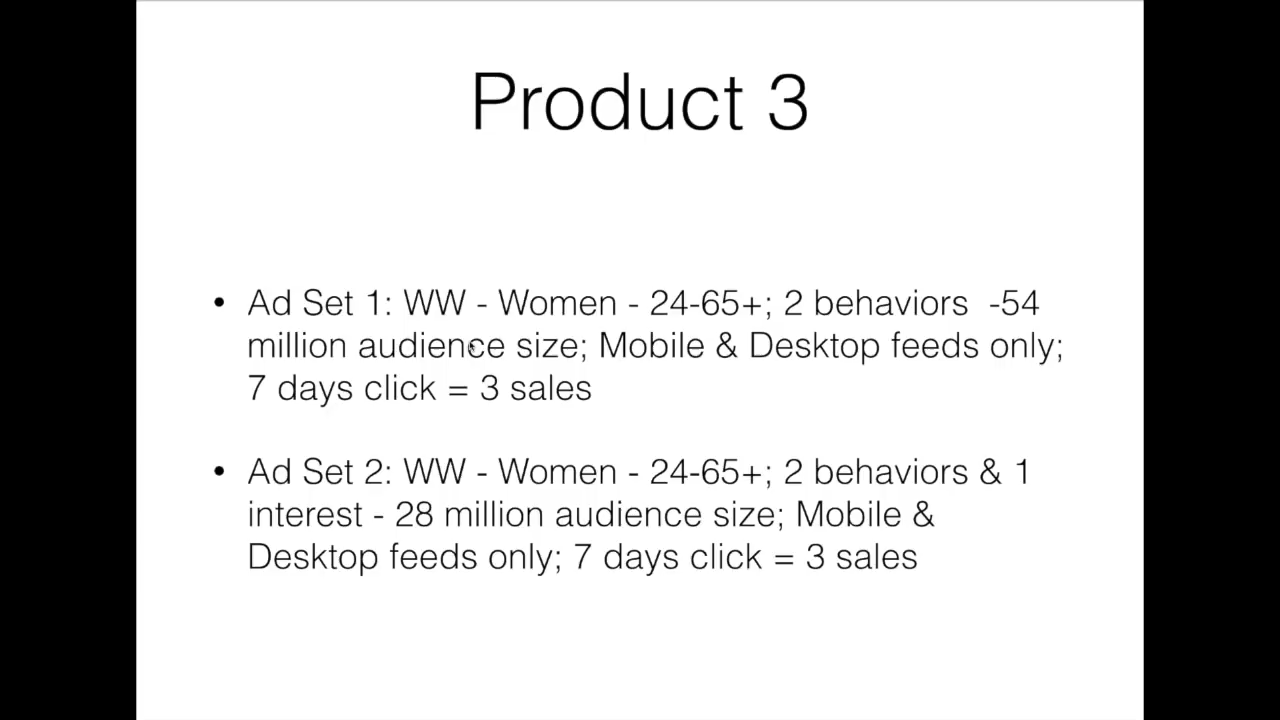 Product 3
• Ad Set 1: WW - Women - 24-65+; 2 behaviors -54
million audience size; Mobile & Desktop feeds only;
7 days click = 3 sales
• Ad Set 2: WW - Women - 24-65+; 2 behaviors & 1
interest - 28 million audience size; Mobile &
Desktop feeds only; 7 days click = 3 sales